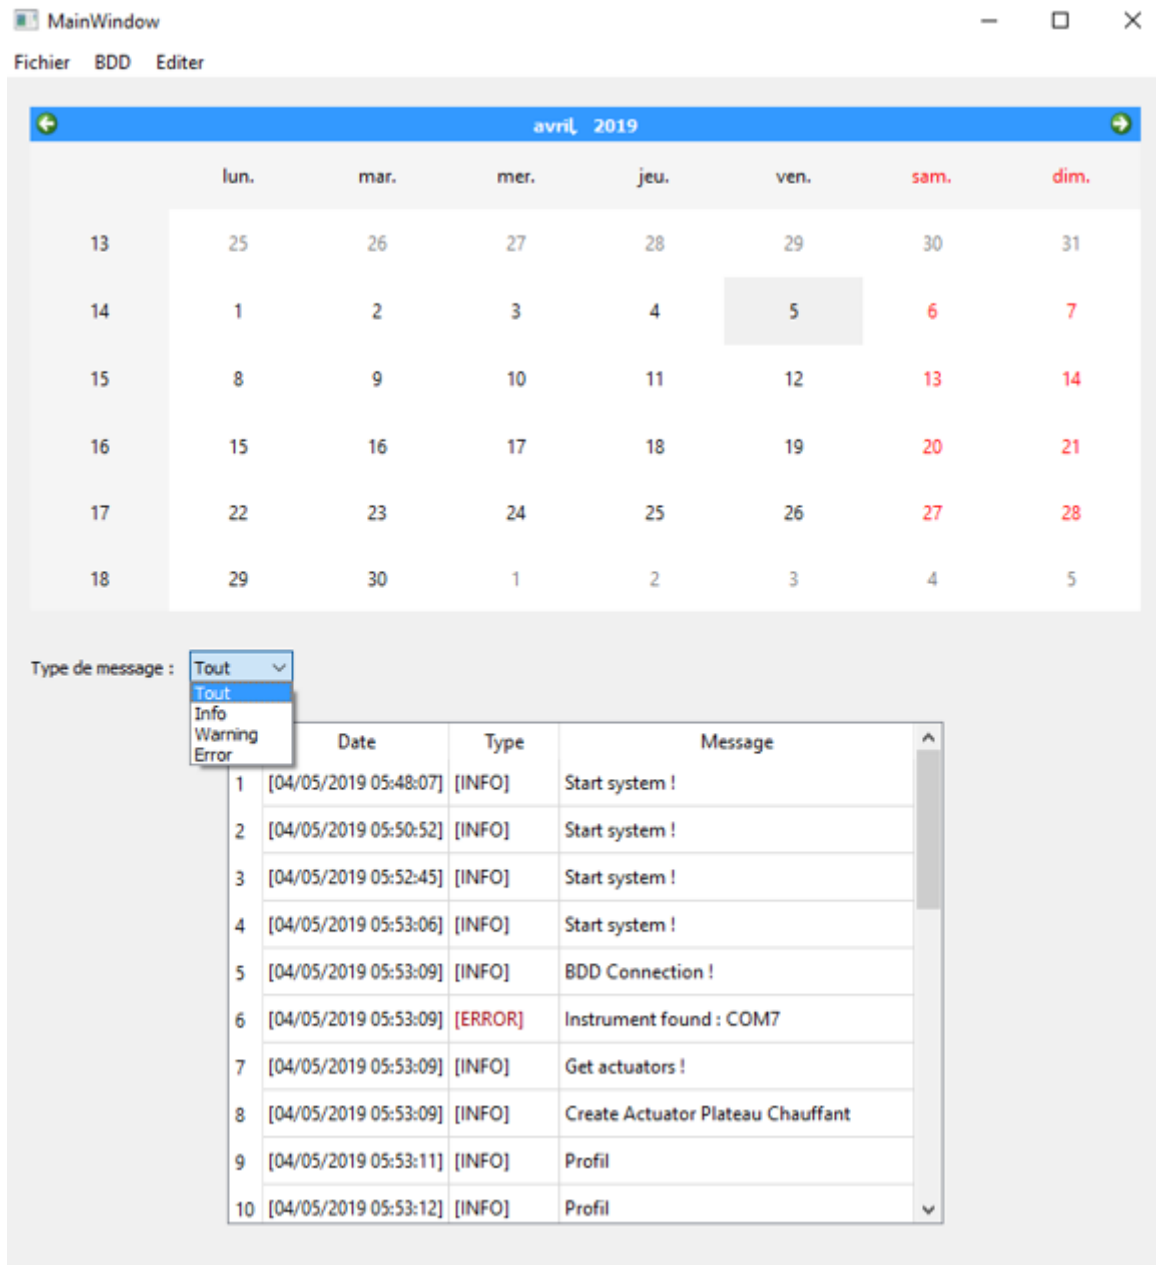 MainWindow
Fichier BDD Editer
avril, 2019
lun. mar. mer. jeu. ven. sam. dim.
13 25 26 27 28 29 30 31
14 1 2 3 4 5 6 7
15 8 9 10 11 12 13 14
16 15 16 17 18 19 20 21
17 22 23 24 25 26 27 28
18 29 30 1 2 3 4 5
Type de message : Tout
Tout
Info
Warning
Error
Date Type Message
1 [04/05/2019 05:48:07] [INFO] Start system !
2 [04/05/2019 05:50:52] [INFO] Start system !
3 [04/05/2019 05:52:45] [INFO] Start system !
4 [04/05/2019 05:53:06] [INFO] Start system !
5 [04/05/2019 05:53:09] [INFO] BDD Connection !
6 [04/05/2019 05:53:09] [ERROR] Instrument found : COM7
7 [04/05/2019 05:53:09] [INFO] Get actuators !
8 [04/05/2019 05:53:09] [INFO] Create Actuator Plateau Chauffant
9 [04/05/2019 05:53:11] [INFO] Profil
10 [04/05/2019 05:53:12] [INFO] Profil